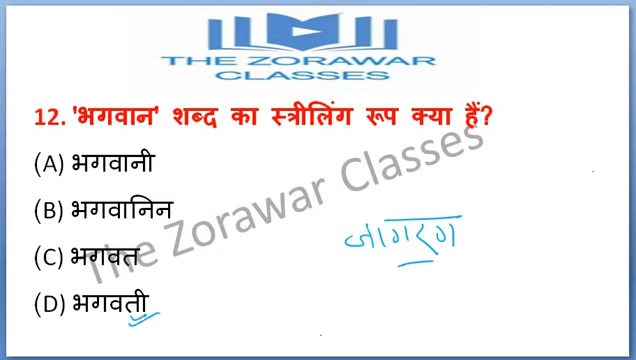 THE ZORAWAR
CLASSES
12. 'भगवान' शब्द का स्त्रीलिंग रूप क्या हैं?
(A) भगवानी
(B) भगवानिन
(C) भगवत
(D) भगवती
जागरण
The Zorawar Classes